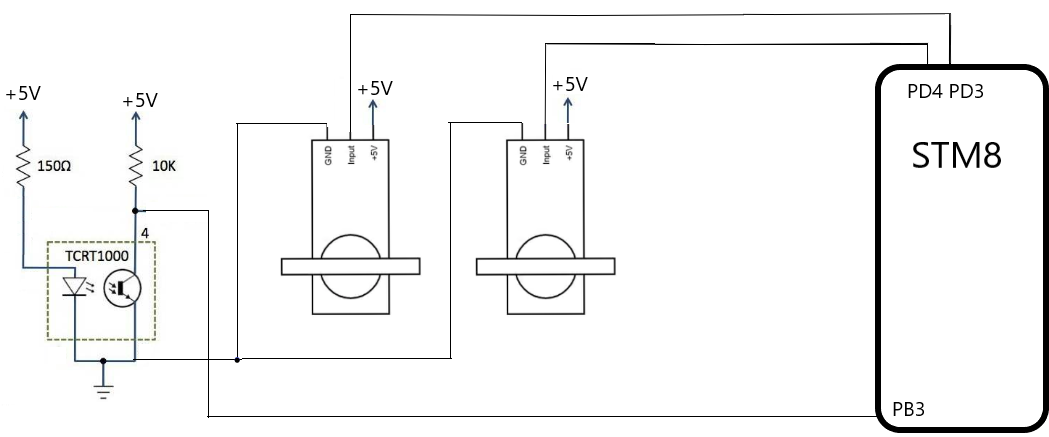 +5V
+5V
+5V
+5V
PD4 PD3
STM8
150Ω
10K
GND
Input
+5V
GND
Input
+5V
4
TCRT1000
PB3